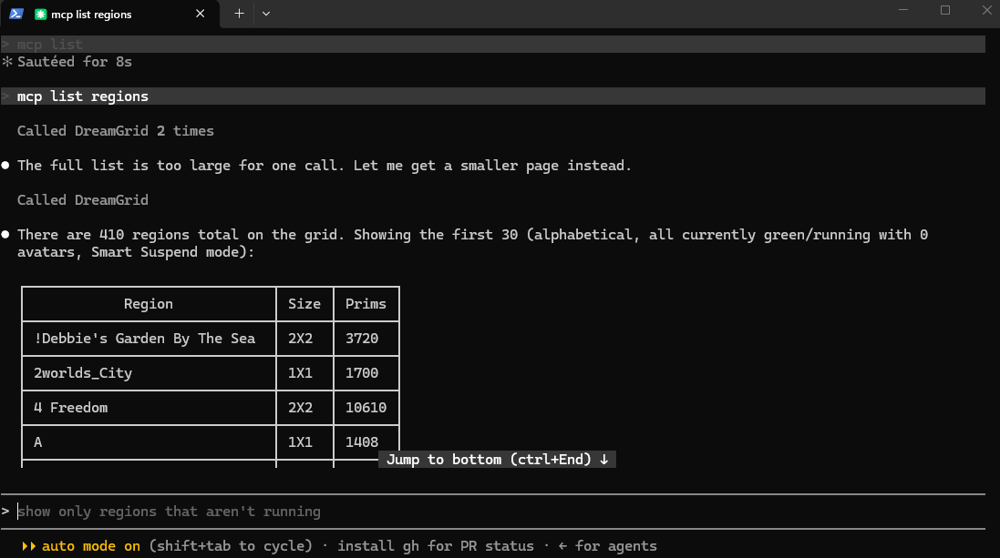 mcp list regions
> mcp list
✻ Sautéed for 8s
> mcp list regions
Called DreamGrid 2 times
● The full list is too large for one call. Let me get a smaller page instead.
Called DreamGrid
● There are 410 regions total on the grid. Showing the first 30 (alphabetical, all currently green/running with 0
avatars, Smart Suspend mode):
Region Size Prims
!Debbie's Garden By The Sea 2X2 3720
2worlds_City 1X1 1700
4 Freedom 2X2 10610
A 1X1 1408
Jump to bottom (ctrl+End) ↓
> show only regions that aren't running
⏵⏵ auto mode on (shift+tab to cycle) · install gh for PR status · ← for agents